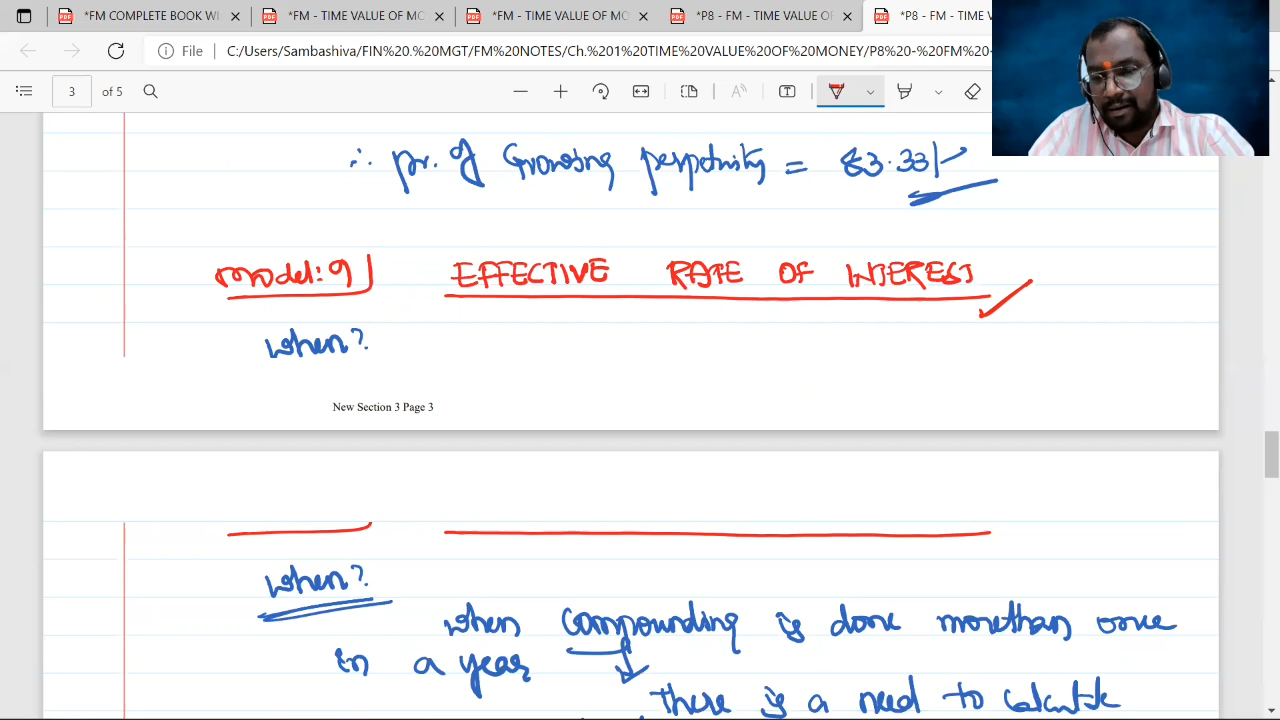 *FM COMPLETE BOOK WI
*FM - TIME VALUE OF MO
*FM - TIME VALUE OF MO
*P8 - FM - TIME VALUE OF
*P8 - FM - TIME V
File C:/Users/Sambashiva/FIN%20.%20MGT/FM%20NOTES/Ch.%201%20TIME%20VALUE%20OF%20MONEY/P8%20-%20FM%20-
3 of 5
∴ pr. of Growing perpetuity = 83.33/-
model: 9) EFFECTIVE RATE OF INTEREST
when?
New Section 3 Page 3
when?
when compounding is done morethan once
in a year
there is a need to calculate